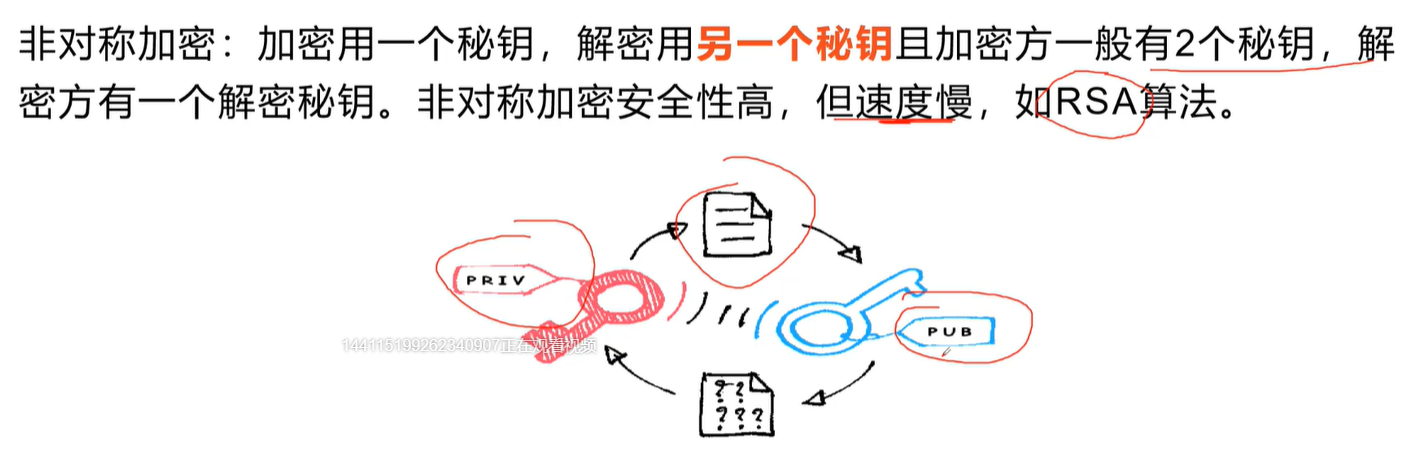 非对称加密：加密用一个秘钥，解密用另一个秘钥且加密方一般有2个秘钥，解
密方有一个解密秘钥。非对称加密安全性高，但速度慢，如RSA算法。
PRIV
PUB
144115199262340907正在观看视频
? ?
? ? ?